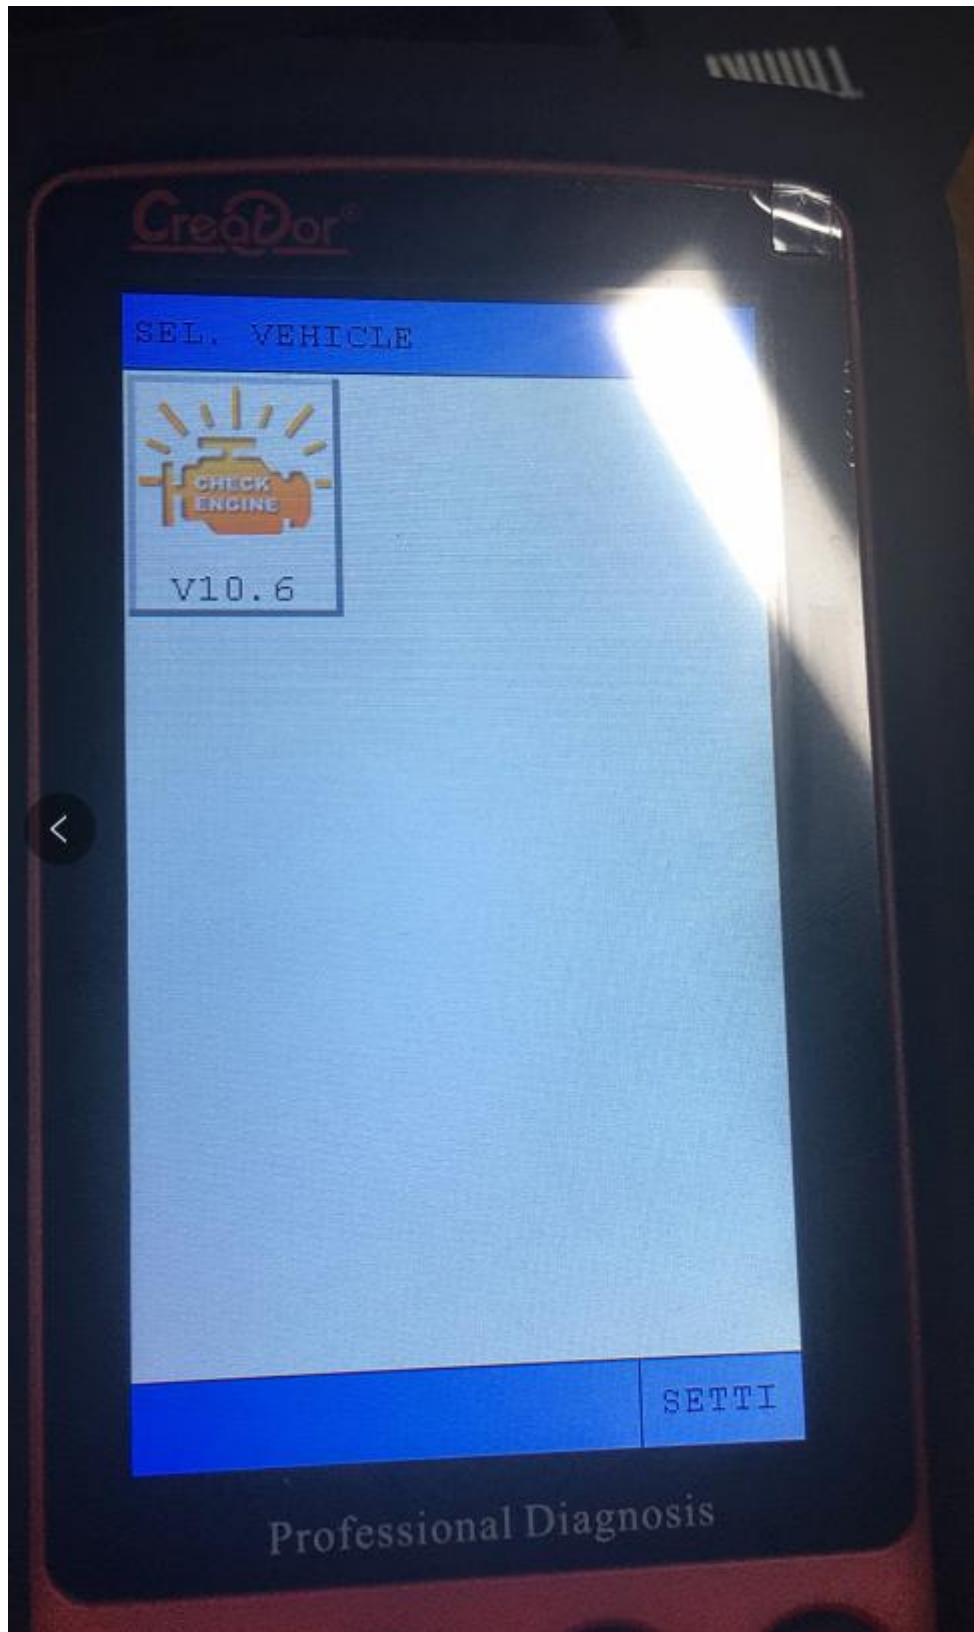 Creator®
SEL. VEHICLE
CHECK
ENGINE
V10.6
SETTI
Professional Diagnosis